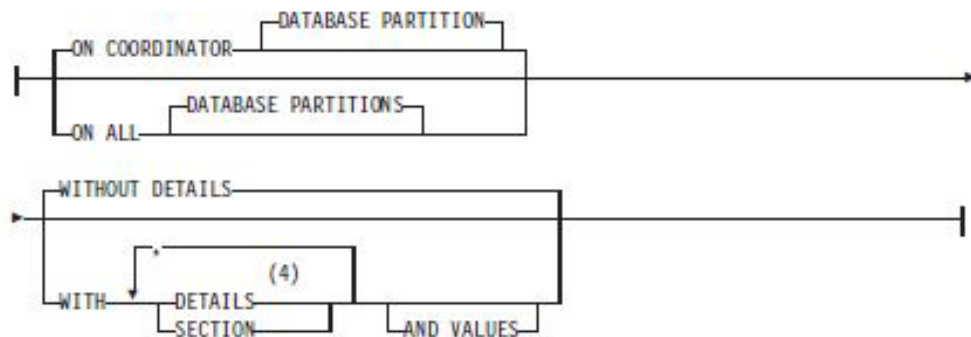 DATABASE PARTITION
ON COORDINATOR
DATABASE PARTITIONS
ON ALL
WITHOUT DETAILS
,
(4)
WITH DETAILS
SECTION AND VALUES